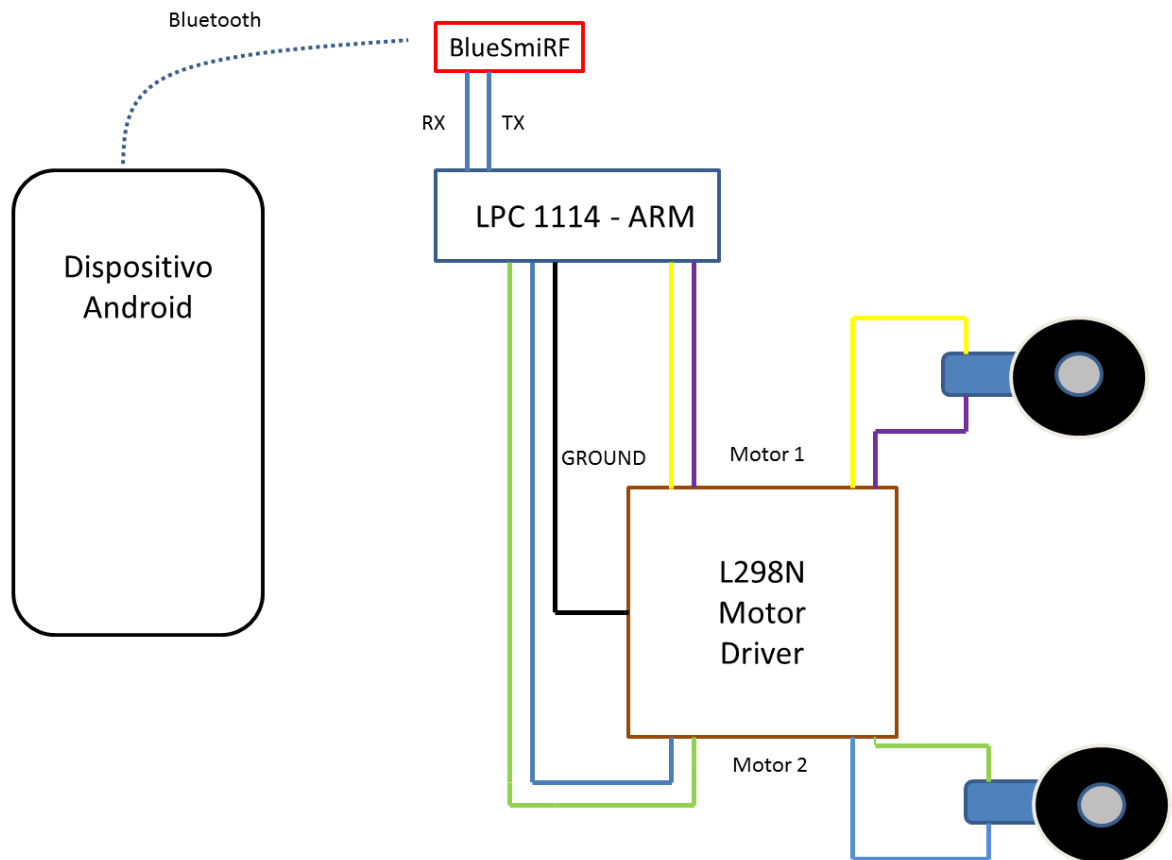 Bluetooth
BlueSmiRF
RX
TX
LPC 1114 - ARM
Dispositivo
Android
GROUND
Motor 1
L298N
Motor
Driver
Motor 2